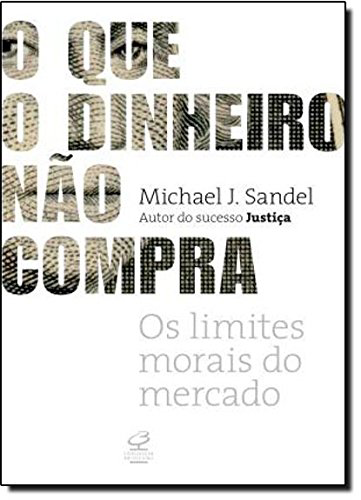 O QUE
O DINHEIRO
NÃO
COMPRA
Michael J. Sandel
Autor do sucesso Justiça
Os limites
morais do
mercado